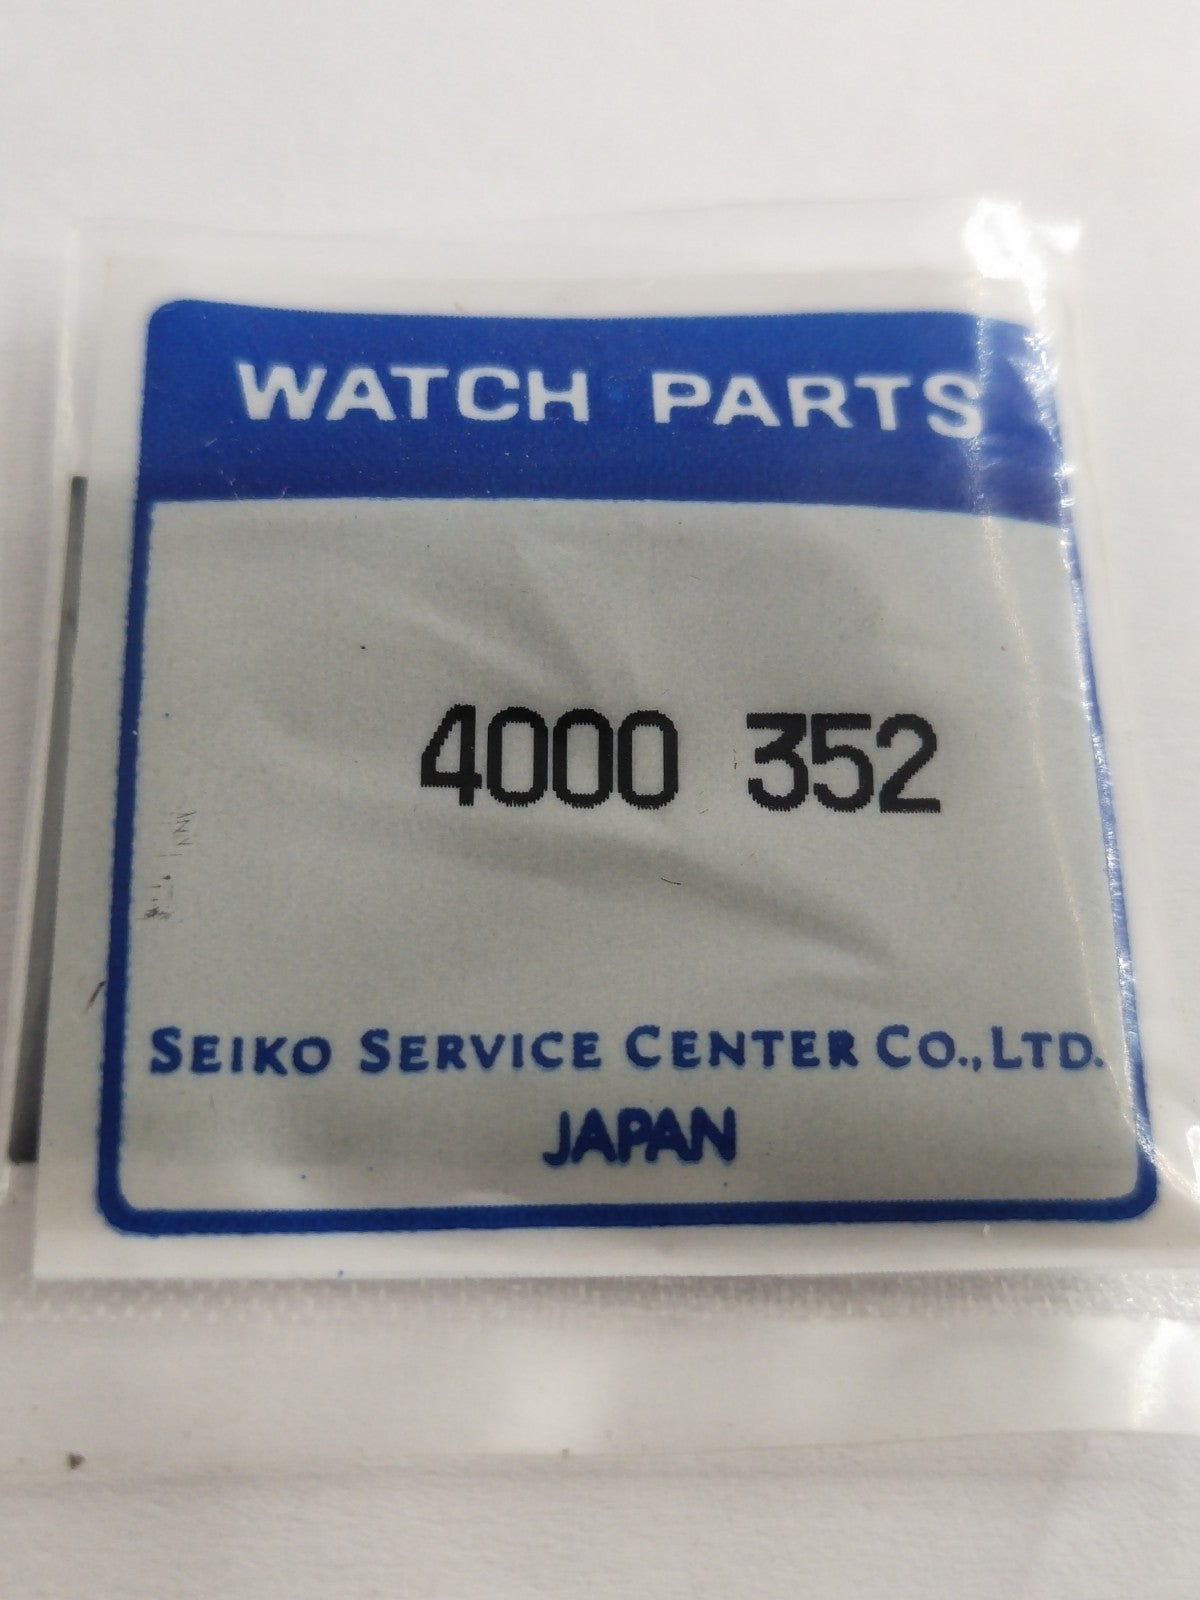 WATCH PARTS
4000 352
SEIKO SERVICE CENTER CO.,LTD.
JAPAN